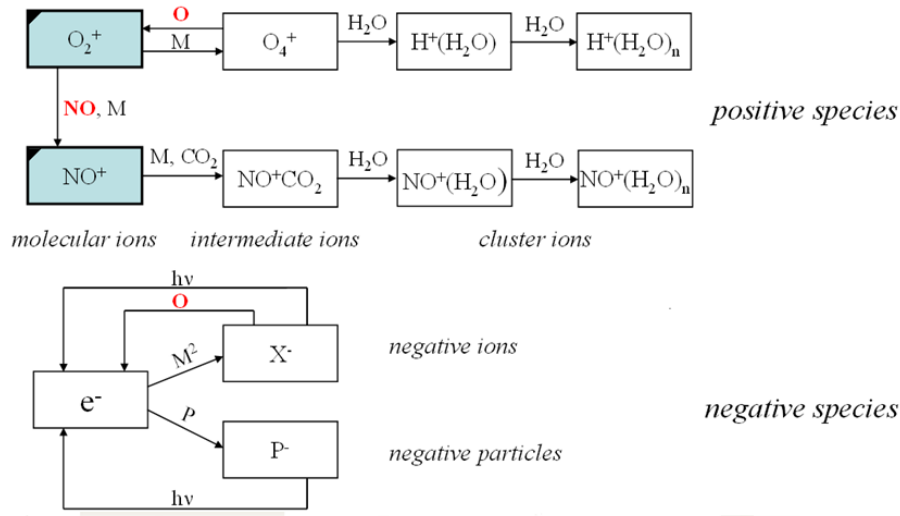 O
H₂O
H₂O
O₂⁺
M
O₄⁺
H⁺(H₂O)
H⁺(H₂O)ₙ
NO, M
positive species
M, CO₂
H₂O
H₂O
NO⁺
NO⁺CO₂
NO⁺(H₂O)
NO⁺(H₂O)ₙ
molecular ions
intermediate ions
cluster ions
hν
O
M²
X⁻
negative ions
e⁻
P
negative species
P⁻
negative particles
hν